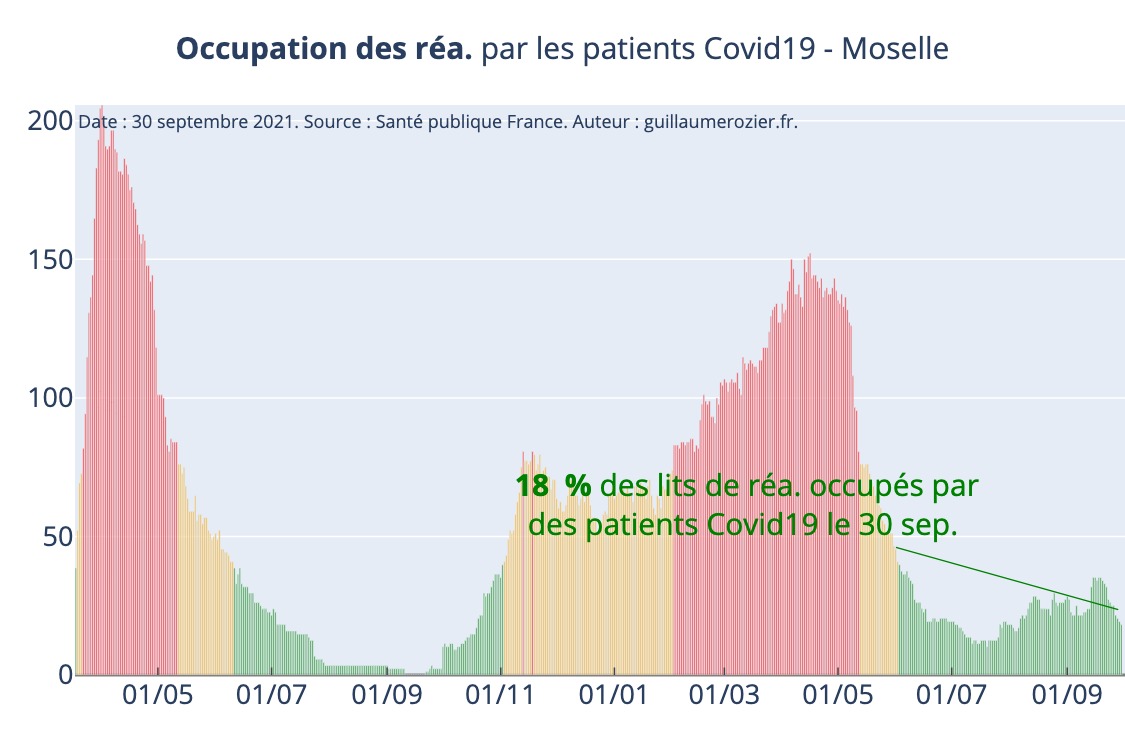 Occupation des réa. par les patients Covid19 - Moselle
Date : 30 septembre 2021. Source : Santé publique France. Auteur : guillaumerozier.fr.
200
150
100
50
0
18 % des lits de réa. occupés par
des patients Covid19 le 30 sep.
01/05 01/07 01/09 01/11 01/01 01/03 01/05 01/07 01/09